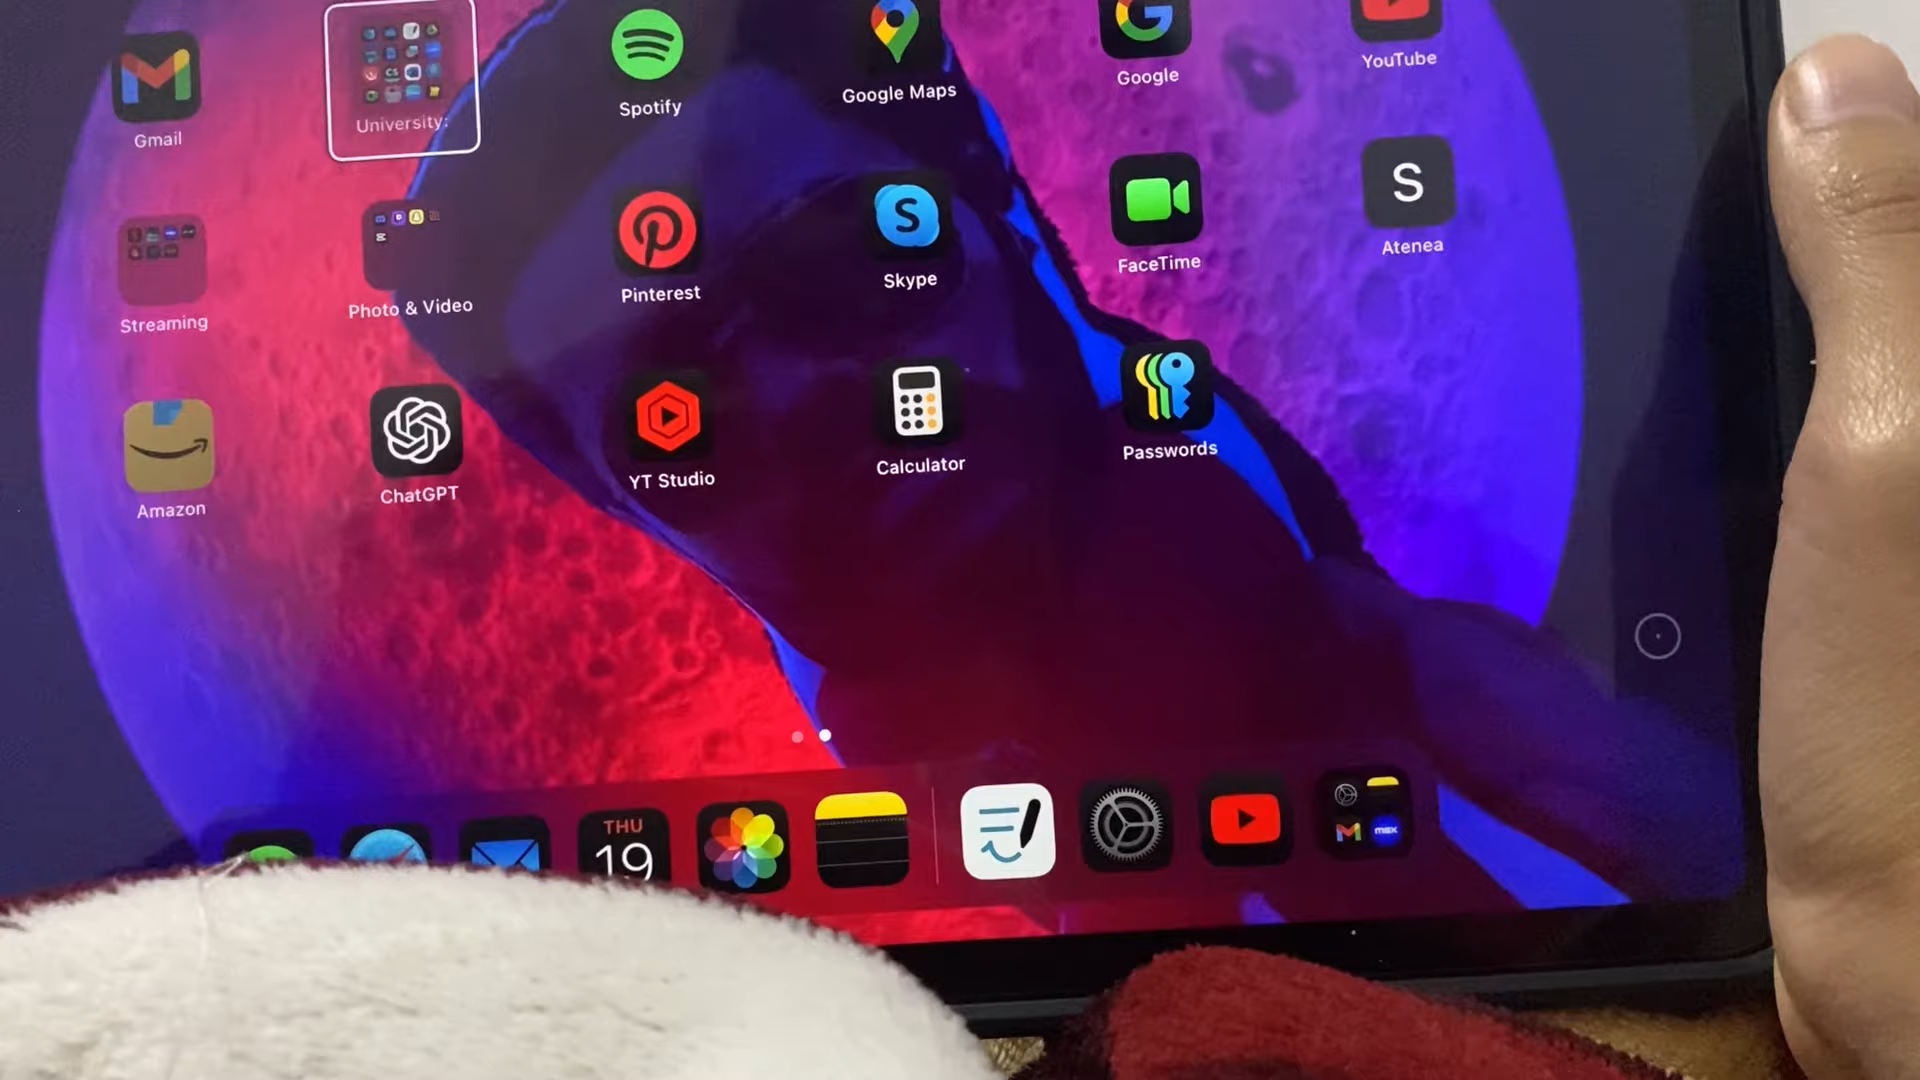 Gmail
University:
Spotify
Google Maps
Google
YouTube
Streaming
Photo & Video
Pinterest
S
Skype
FaceTime
S
Atenea
Amazon
ChatGPT
YT Studio
Calculator
Passwords
THU
19
max